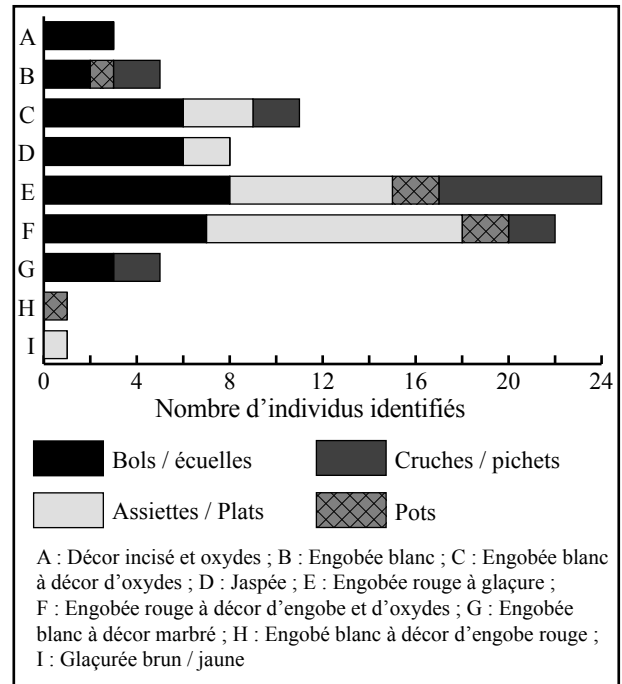 A
B
C
D
E
F
G
H
I
0 4 8 12 16 20 24
Nombre d’individus identifiés
Bols / écuelles Cruches / pichets
Assiettes / Plats Pots
A : Décor incisé et oxydes ; B : Engobée blanc ; C : Engobée blanc
à décor d’oxydes ; D : Jaspée ; E : Engobée rouge à glaçure ;
F : Engobée rouge à décor d’engobe et d’oxydes ; G : Engobée
blanc à décor marbré ; H : Engobé blanc à décor d’engobe rouge ;
I : Glaçurée brun / jaune